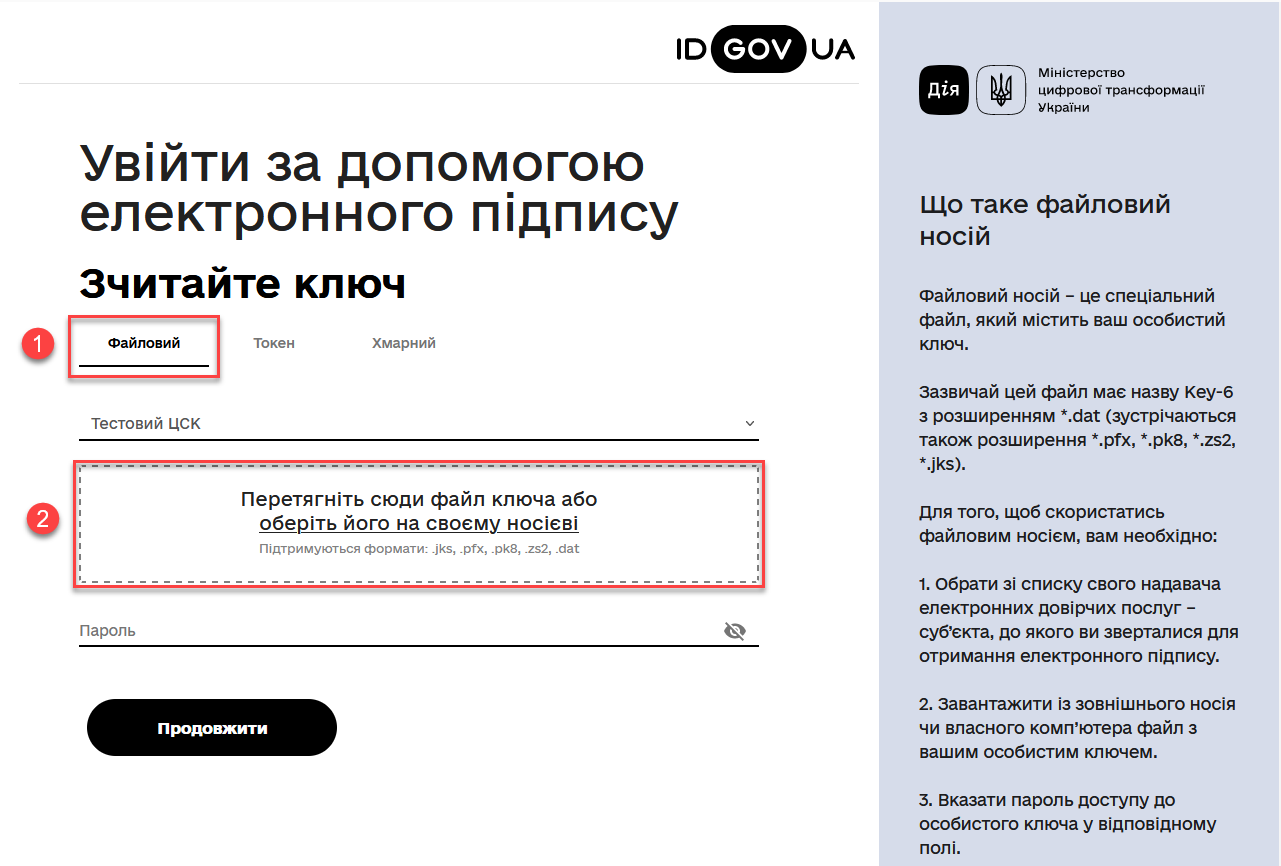 ID GOV UA
Увійти за допомогою
електронного підпису
Зчитайте ключ
1
Файловий Токен Хмарний
Тестовий ЦСК
2
Перетягніть сюди файл ключа або
оберіть його на своєму носієві
Підтримуються формати: .jks, .pfx, .pk8, .zs2, .dat
Пароль
Продовжити
Дія
Міністерство
цифрової трансформації
України
Що таке файловий
носій
Файловий носій – це спеціальний
файл, який містить ваш особистий
ключ.
Зазвичай цей файл має назву Key-6
з розширенням *.dat (зустрічаються
також розширення *.pfx, *.pk8, *.zs2,
*.jks).
Для того, щоб скористатись
файловим носієм, вам необхідно:
1. Обрати зі списку свого надавача
електронних довірчих послуг –
суб'єкта, до якого ви зверталися для
отримання електронного підпису.
2. Завантажити із зовнішнього носія
чи власного комп'ютера файл з
вашим особистим ключем.
3. Вказати пароль доступу до
особистого ключа у відповідному
полі.